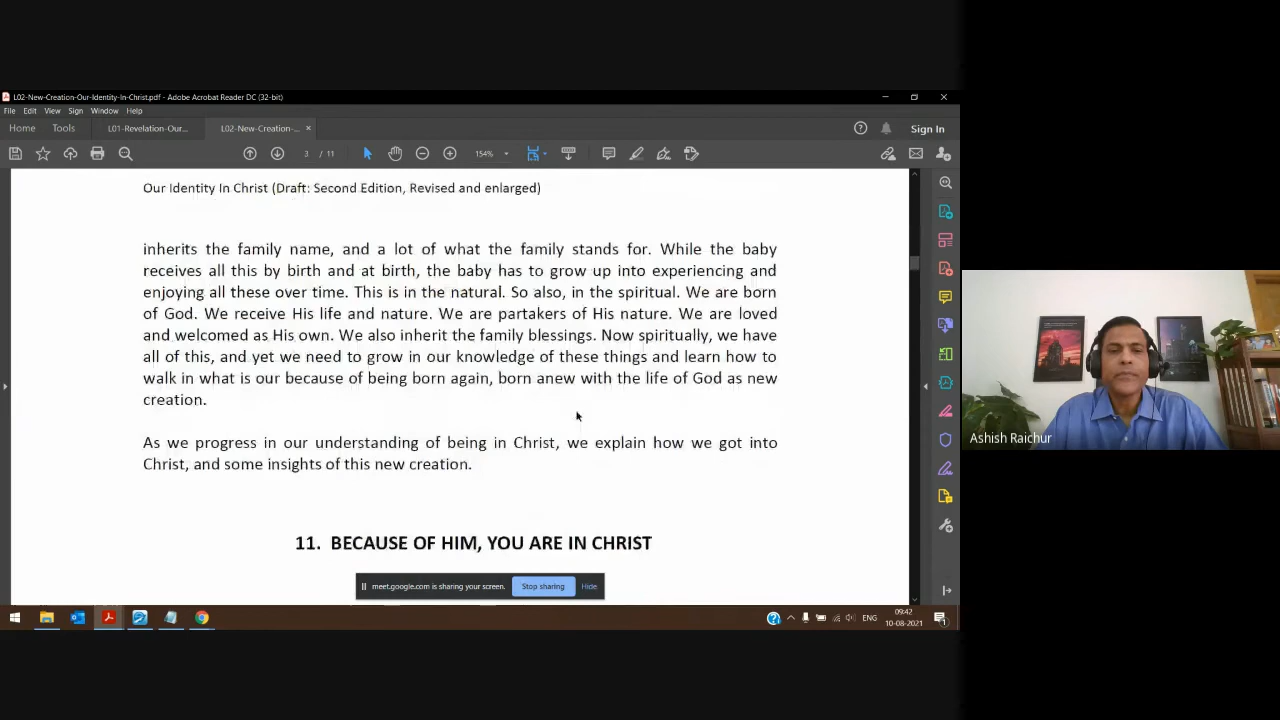 L02-New-Creation-Our-Identity-In-Christ.pdf - Adobe Acrobat Reader DC (32-bit)
File Edit View Sign Window Help
Home Tools L01-Revelation-Our... L02-New-Creation-... × Sign In
3 / 11 154%
Our Identity In Christ (Draft: Second Edition, Revised and enlarged)
inherits the family name, and a lot of what the family stands for. While the baby
receives all this by birth and at birth, the baby has to grow up into experiencing and
enjoying all these over time. This is in the natural. So also, in the spiritual. We are born
of God. We receive His life and nature. We are partakers of His nature. We are loved
and welcomed as His own. We also inherit the family blessings. Now spiritually, we have
all of this, and yet we need to grow in our knowledge of these things and learn how to
walk in what is our because of being born again, born anew with the life of God as new
creation.
As we progress in our understanding of being in Christ, we explain how we got into
Christ, and some insights of this new creation.
11. BECAUSE OF HIM, YOU ARE IN CHRIST
meet.google.com is sharing your screen. Stop sharing Hide
ENG
09:42
10-08-2021
Ashish Raichur